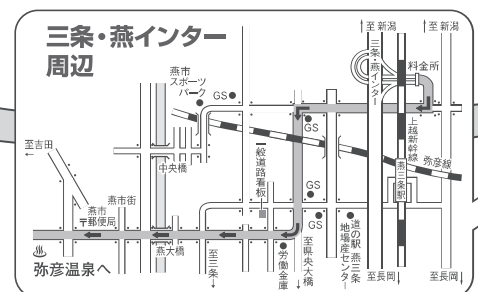 三条・燕インター
周辺
至新潟
至新潟
三条・燕インター
料金所
燕市
スポーツ
パーク
GS
GS
上越新幹線
弥彦線
至吉田
中央橋
一般道路看板
燕三条駅
GS
燕市街
燕市
〒郵便局
GS
道の駅 燕三条
地場産センター
燕大橋
至三条
労働金庫
至県央大橋
弥彦温泉へ
至長岡
至長岡